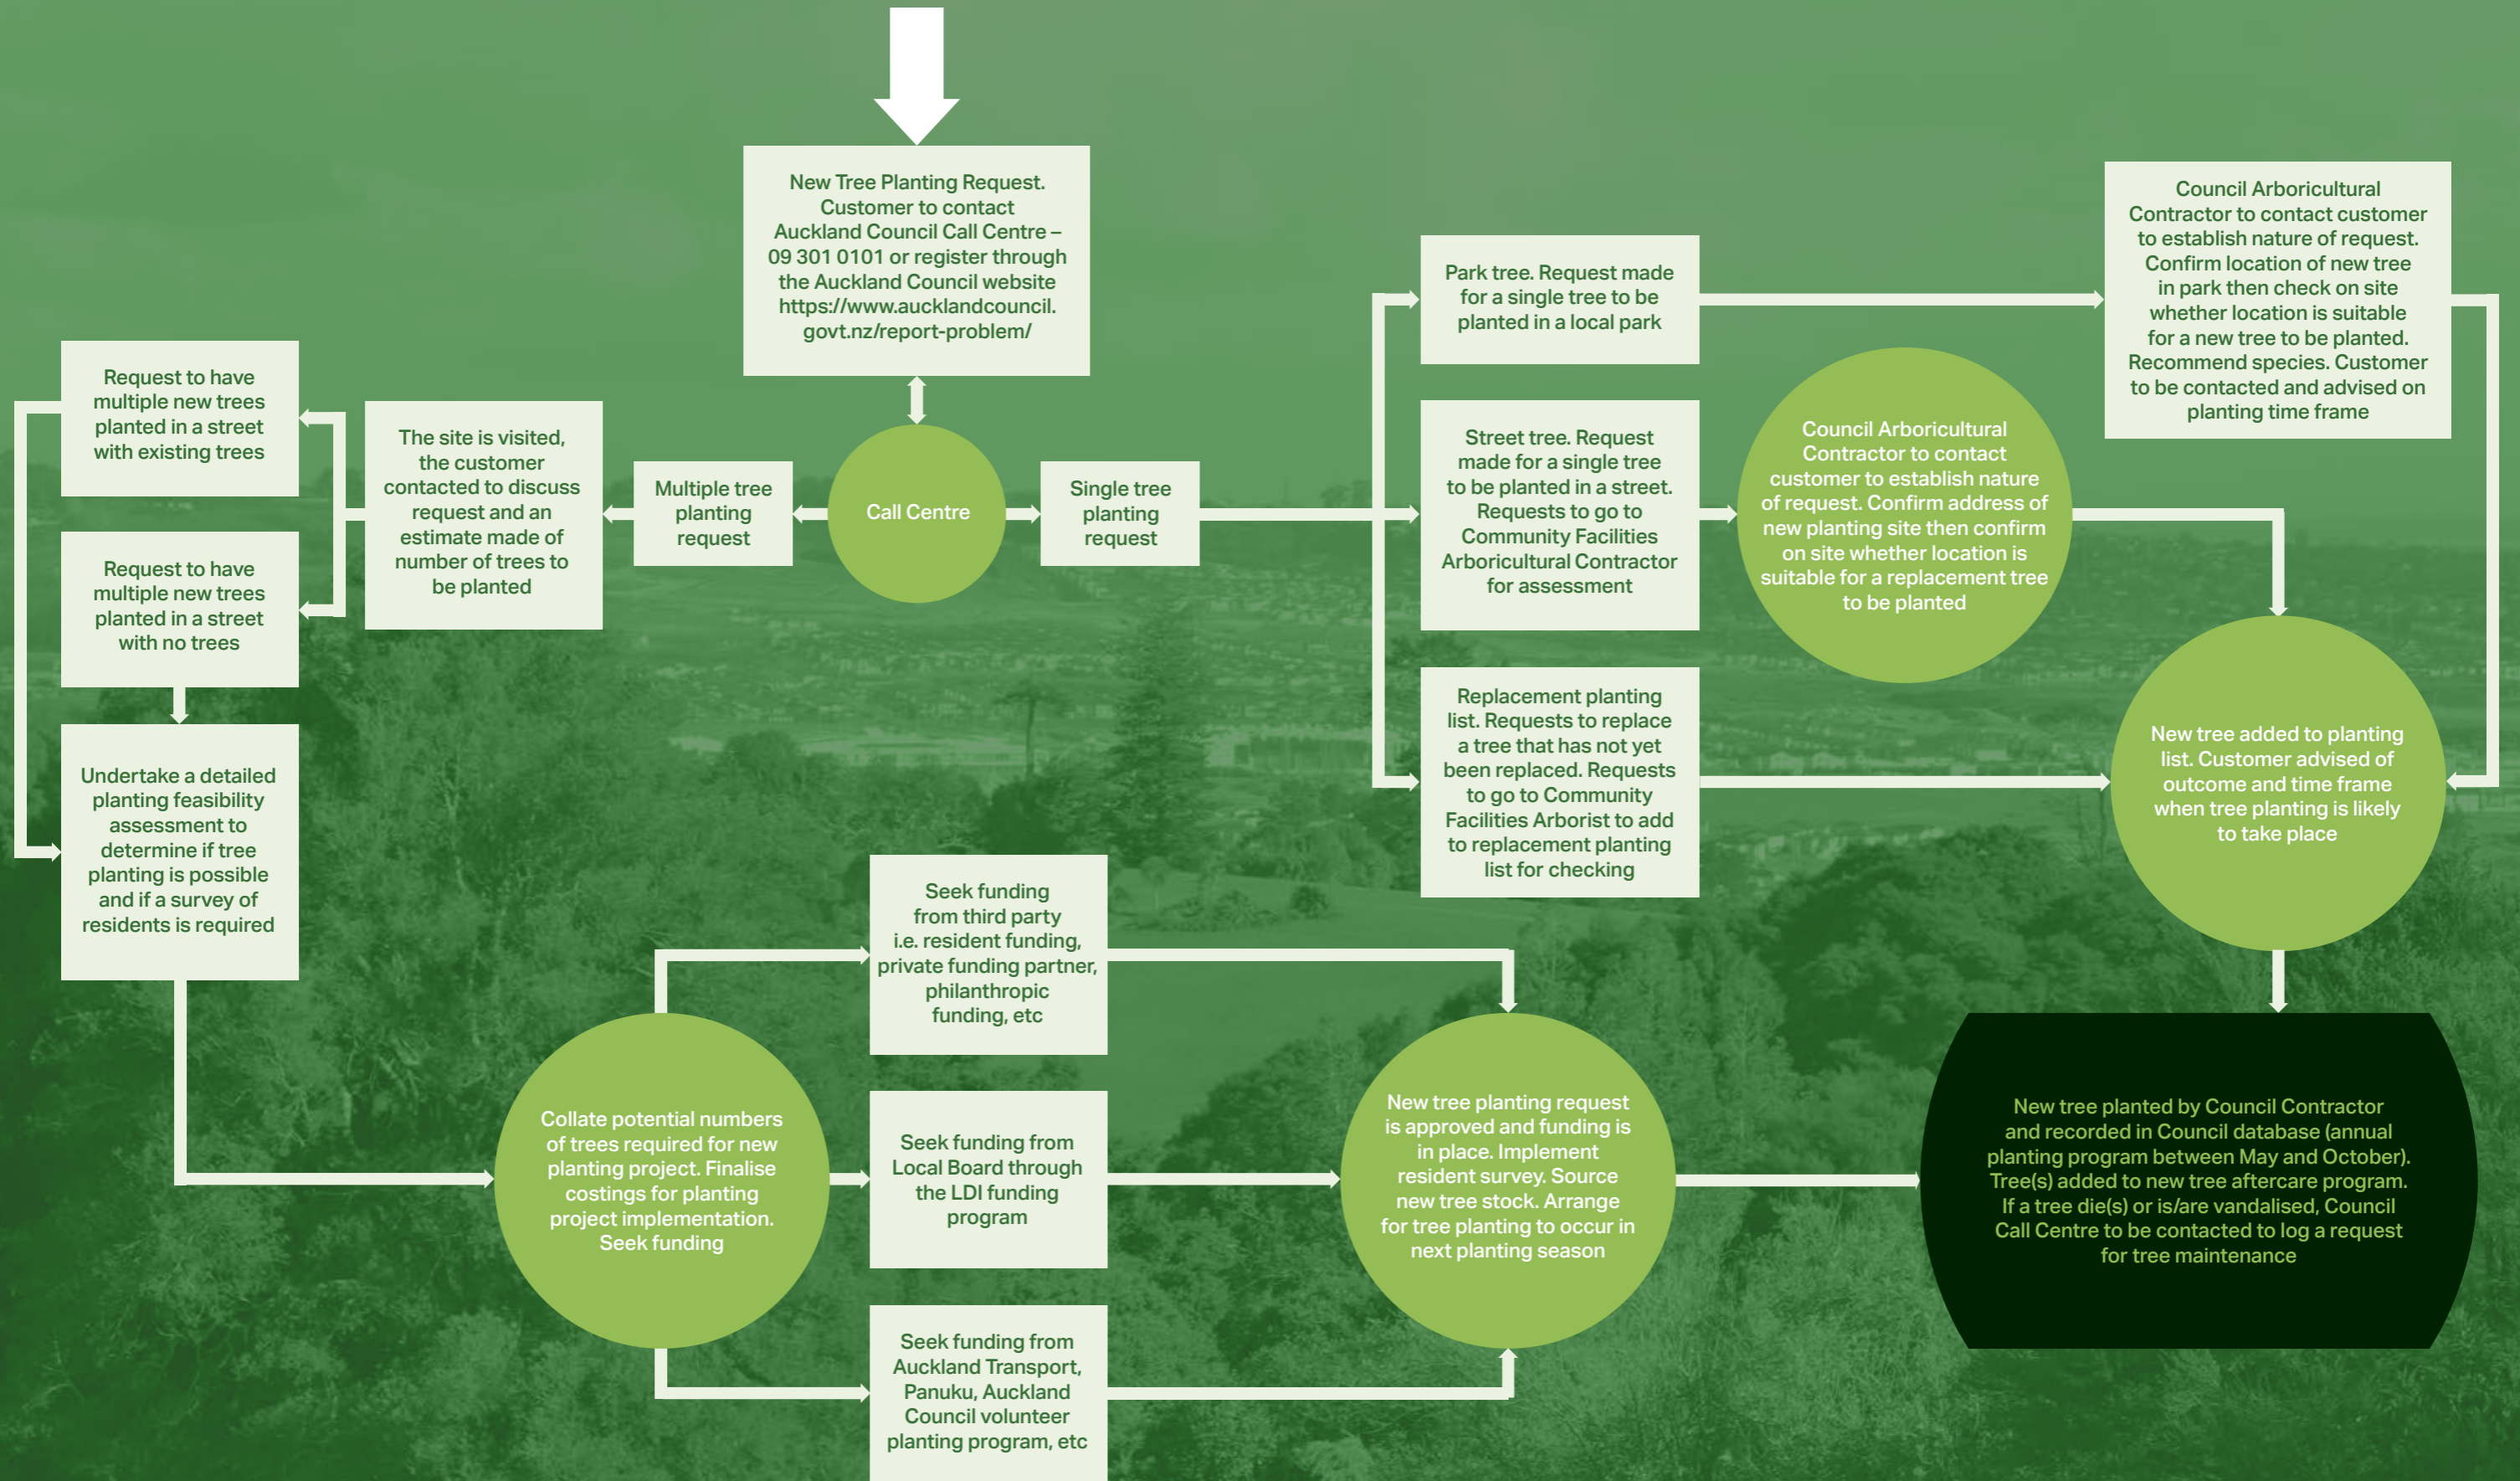 New Tree Planting Request.
Customer to contact
Auckland Council Call Centre –
09 301 0101 or register through
the Auckland Council website
https://www.aucklandcouncil.
govt.nz/report-problem/
Call Centre
Multiple tree
planting
request
The site is visited,
the customer
contacted to discuss
request and an
estimate made of
number of trees to
be planted
Request to have
multiple new trees
planted in a street
with existing trees
Request to have
multiple new trees
planted in a street
with no trees
Undertake a detailed
planting feasibility
assessment to
determine if tree
planting is possible
and if a survey of
residents is required
Collate potential numbers
of trees required for new
planting project. Finalise
costings for planting
project implementation.
Seek funding
Seek funding
from third party
i.e. resident funding,
private funding partner,
philanthropic
funding, etc
Seek funding from
Local Board through
the LDI funding
program
Seek funding from
Auckland Transport,
Panuku, Auckland
Council volunteer
planting program, etc
New tree planting request
is approved and funding is
in place. Implement
resident survey. Source
new tree stock. Arrange
for tree planting to occur in
next planting season
Single tree
planting
request
Park tree. Request made
for a single tree to be
planted in a local park
Street tree. Request
made for a single tree
to be planted in a street.
Requests to go to
Community Facilities
Arboricultural Contractor
for assessment
Replacement planting
list. Requests to replace
a tree that has not yet
been replaced. Requests
to go to Community
Facilities Arborist to add
to replacement planting
list for checking
Council Arboricultural
Contractor to contact
customer to establish nature
of request. Confirm address of
new planting site then confirm
on site whether location is
suitable for a replacement tree
to be planted
Council Arboricultural
Contractor to contact customer
to establish nature of request.
Confirm location of new tree
in park then check on site
whether location is suitable
for a new tree to be planted.
Recommend species. Customer
to be contacted and advised on
planting time frame
New tree added to planting
list. Customer advised of
outcome and time frame
when tree planting is likely
to take place
New tree planted by Council Contractor
and recorded in Council database (annual
planting program between May and October).
Tree(s) added to new tree aftercare program.
If a tree die(s) or is/are vandalised, Council
Call Centre to be contacted to log a request
for tree maintenance